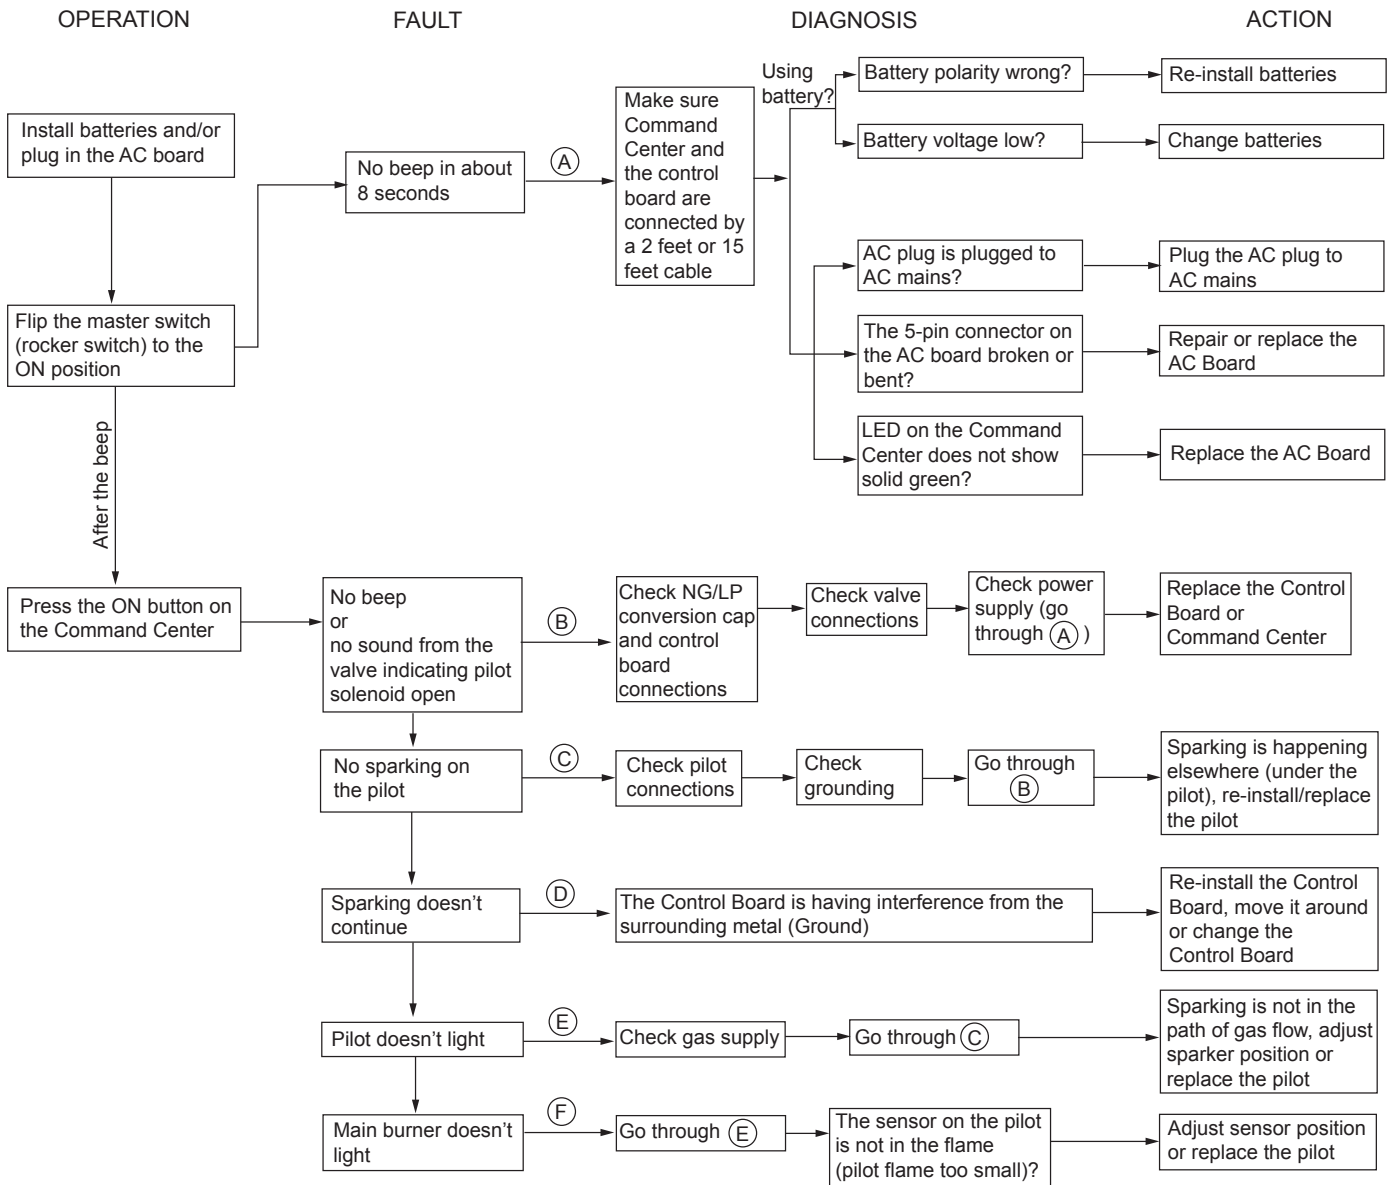 OPERATION
FAULT
DIAGNOSIS
ACTION
Install batteries and/or
plug in the AC board
Flip the master switch
(rocker switch) to the
ON position
No beep in about
8 seconds
A
Make sure
Command
Center and
the control
board are
connected by
a 2 feet or 15
feet cable
Using
battery?
Battery polarity wrong?
Re-install batteries
Battery voltage low?
Change batteries
AC plug is plugged to
AC mains?
Plug the AC plug to
AC mains
The 5-pin connector on
the AC board broken or
bent?
Repair or replace the
AC Board
LED on the Command
Center does not show
solid green?
Replace the AC Board
After the beep
Press the ON button on
the Command Center
No beep
or
no sound from the
valve indicating pilot
solenoid open
B
Check NG/LP
conversion cap
and control
board
connections
Check valve
connections
Check power
supply (go
through A )
Replace the Control
Board or
Command Center
No sparking on
the pilot
C
Check pilot
connections
Check
grounding
Go through
B
Sparking is happening
elsewhere (under the
pilot), re-install/replace
the pilot
Sparking doesn't
continue
D
The Control Board is having interference from the
surrounding metal (Ground)
Re-install the Control
Board, move it around
or change the
Control Board
Pilot doesn't light
E
Check gas supply
Go through C
Sparking is not in the
path of gas flow, adjust
sparker position or
replace the pilot
Main burner doesn't
light
F
Go through E
The sensor on the pilot
is not in the flame
(pilot flame too small)?
Adjust sensor position
or replace the pilot